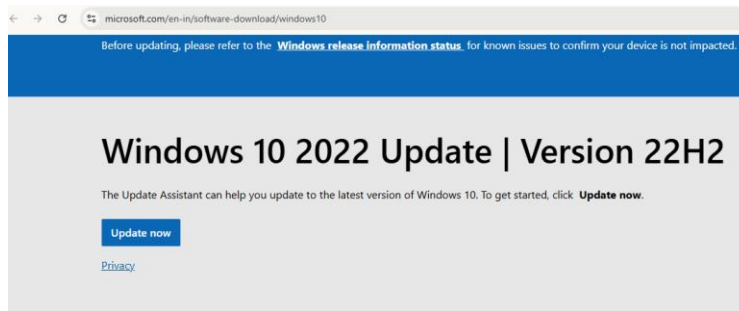 microsoft.com/en-in/software-download/windows10
Before updating, please refer to the Windows release information status for known issues to confirm your device is not impacted.
Windows 10 2022 Update | Version 22H2
The Update Assistant can help you update to the latest version of Windows 10. To get started, click Update now.
Update now
Privacy